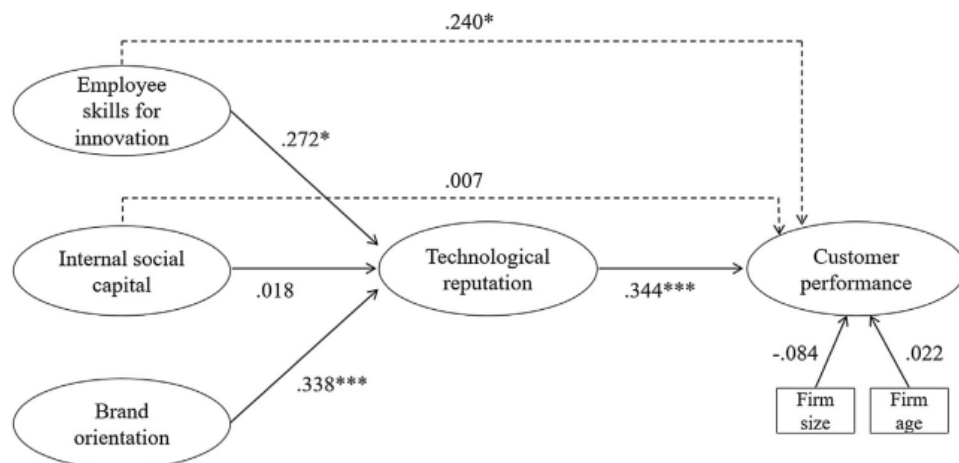 .240*
Employee
skills for
innovation
.272*
.007
Internal social
capital
.018
Technological
reputation
.344***
Customer
performance
.338***
-.084
.022
Brand
orientation
Firm
size
Firm
age